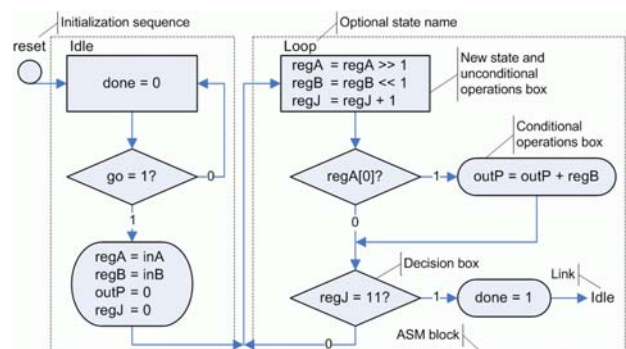 Initialization sequence
Optional state name
reset
Idle
done = 0
go = 1?
0
1
regA = inA
regB = inB
outP = 0
regJ = 0
Loop
regA = regA >> 1
regB = regB << 1
regJ = regJ + 1
New state and
unconditional
operations box
regA[0]?
1
0
Conditional
operations box
outP = outP + regB
Decision box
regJ = 11?
1
0
done = 1
Link
Idle
ASM block